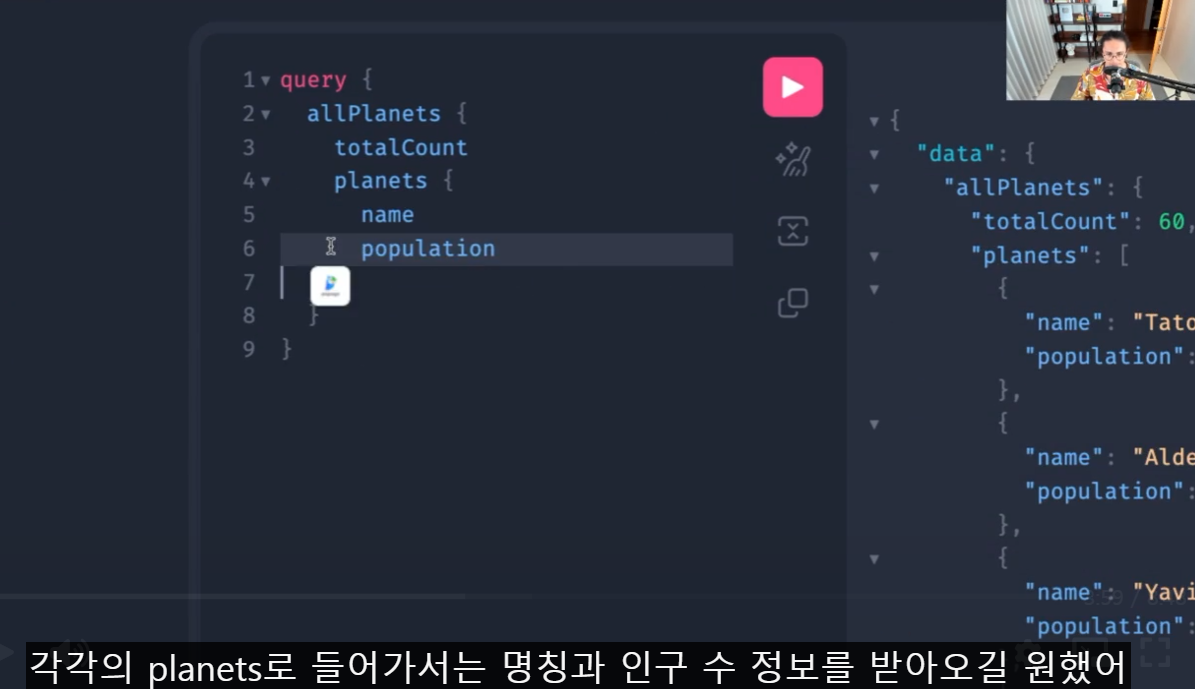 1 query {
2 allPlanets {
3 totalCount
4 planets {
5 name
6 population
7
8 }
9 }
{
"data": {
"allPlanets": {
"totalCount": 60,
"planets": [
{
"name": "Tato
"population":
},
{
"name": "Alde
"population":
},
{
"name": "Yavi
"population":
각각의 planets로 들어가서는 명칭과 인구 수 정보를 받아오길 원했어